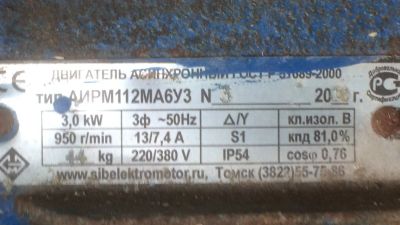 ДВИГАТЕЛЬ АСИНХРОННЫЙ ГОСТ Р 51689-2000
тип АИРМ112МА6У3 N 20 г.
3,0 kW 3ф ~50Hz Δ/Y кл.изол. В
950 r/min 13/7,4 A S1 кпд 81,0%
kg 220/380 V IP54 cosφ 0,76
www.sibelektromotor.ru, Томск (3822)55-75-86